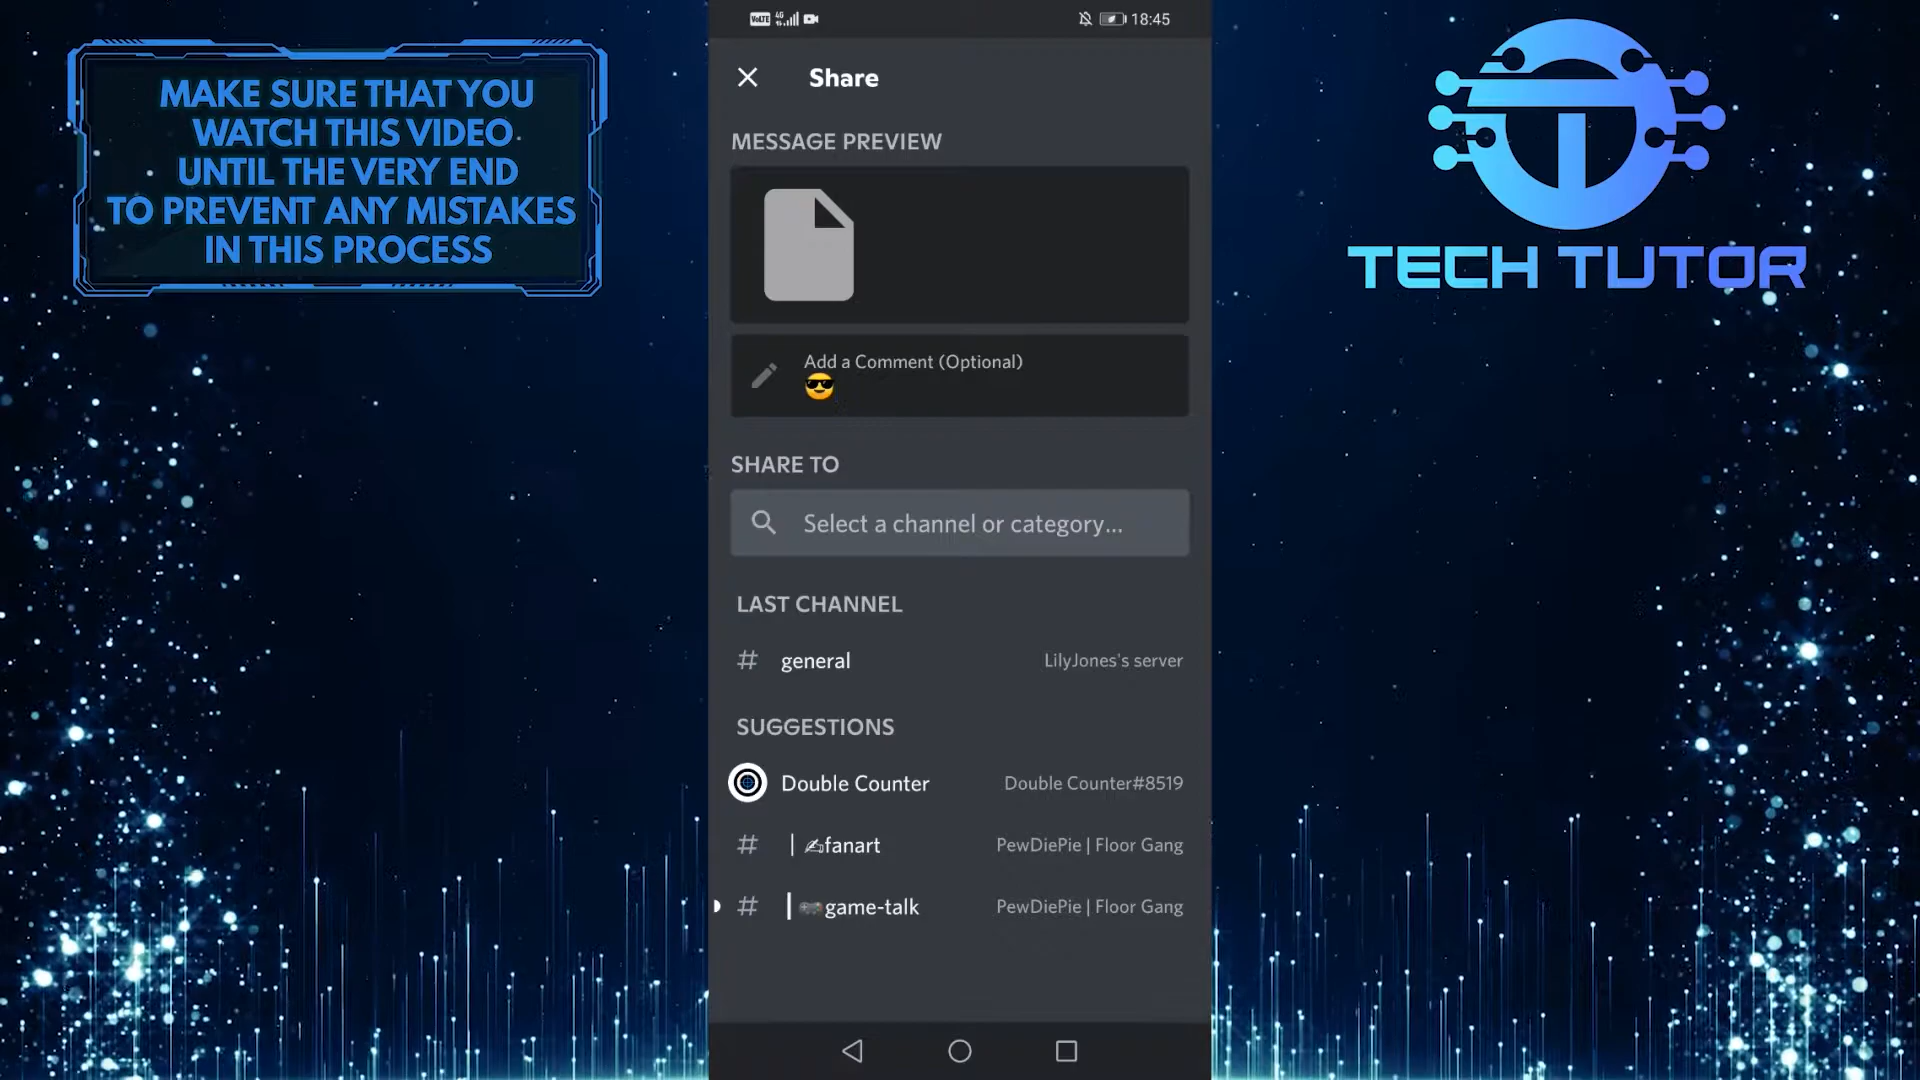 MAKE SURE THAT YOU
WATCH THIS VIDEO
UNTIL THE VERY END
TO PREVENT ANY MISTAKES
IN THIS PROCESS
VoLTE 4G 18:45
Share
MESSAGE PREVIEW
Add a Comment (Optional)
😎
SHARE TO
Select a channel or category...
LAST CHANNEL
# general LilyJones's server
SUGGESTIONS
Double Counter Double Counter#8519
# | ✍fanart PewDiePie | Floor Gang
# | 🎮game-talk PewDiePie | Floor Gang
TECH TUTOR